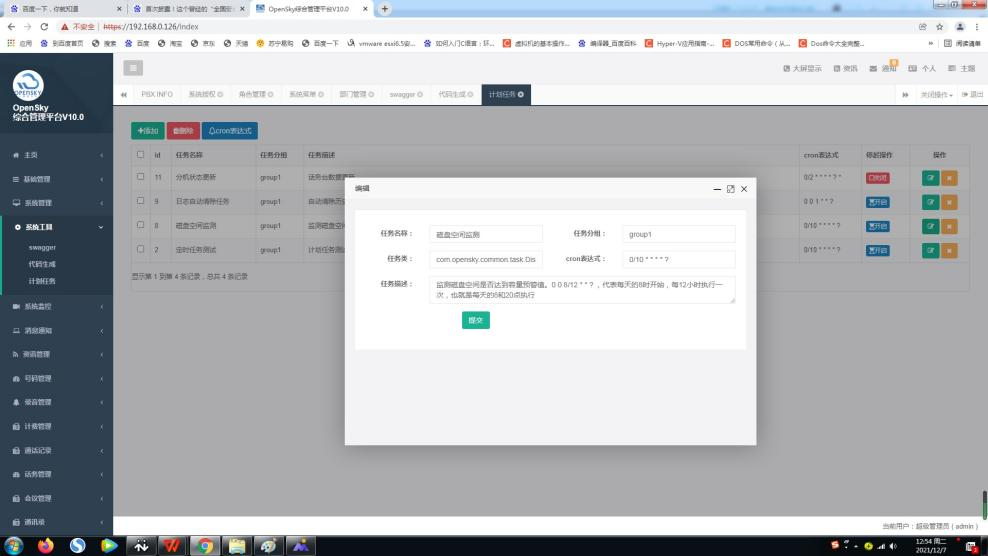 百度一下,你就知道
首次披露!这个曾经的“全国安
OpenSky综合管理平台V10.0
不安全
https://192.168.0.126/index
应用
到百度首页
搜索
百度
淘宝
京东
天猫
苏宁易购
百度一下
vmware esxi6.5安...
如何入门C语言:环...
虚拟机的基本操作...
编译器_百度百科
Hyper-V应用指南-...
DOS常用命令(从...
Dos命令大全完整...
»
阅读清单
OPENSKY
OpenSky
综合管理平台V10.0
大屏显示
资讯
通知
个人
主题
PBX INFO
系统授权
角色管理
系统菜单
部门管理
swagger
代码生成
计划任务
关闭操作
退出
主页
基础管理
系统管理
系统工具
swagger
代码生成
计划任务
系统监控
消息通知
资源管理
号码管理
录音管理
计费管理
通话记录
话务管理
会议管理
通讯录
添加
删除
cron表达式
id 任务名称 任务分组 任务描述 cron表达式 停起操作 操作
11 分机状态更新 group1 话务台数据更新 0/2 * * * * ? * 关闭
9 日志自动清除任务 group1 自动清除历史 0 0 1 * * ? 开启
8 磁盘空间监测 group1 监测磁盘空间 0/10 * * * * ? 开启
2 定时任务测试 group1 计划任务测试 0/10 * * * * ? 开启
显示第 1 到第 4 条记录,总共 4 条记录
编辑
任务名称: 磁盘空间监测 任务分组: group1
任务类: com.opensky.common.task.Dis cron表达式: 0/10 * * * * ?
任务描述: 监测磁盘空间是否达到容量预警值。0 0 8/12 * * ? ,代表每天的8时开始,每12小时执行一
次,也就是每天的8和20点执行
提交
当前用户:超级管理员(admin)
12:54 周二
2021/12/7